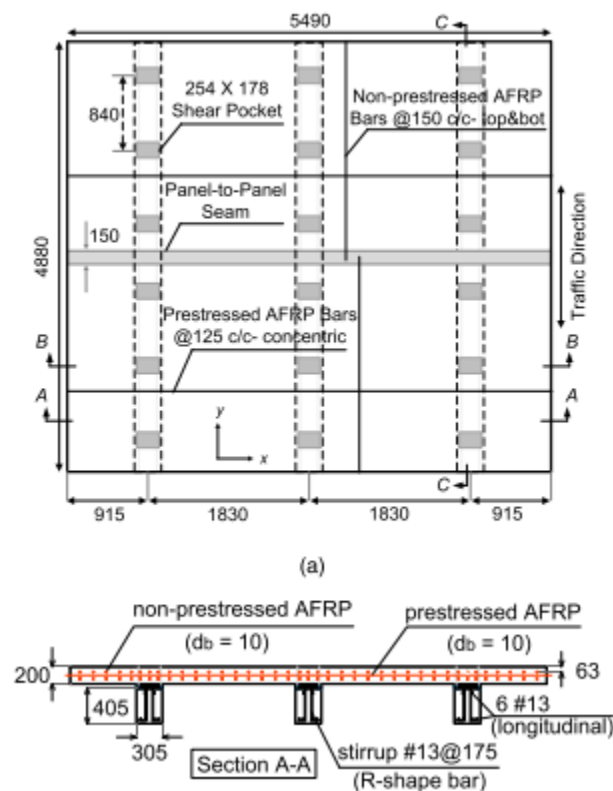 5490
C
254 X 178
Shear Pocket
840
Non-prestressed AFRP
Bars @150 c/c- top&bot
Panel-to-Panel
Seam
150
4880
Traffic Direction
Prestressed AFRP Bars
@125 c/c- concentric
B
B
A
A
y
x
C
915
1830
1830
915
(a)
non-prestressed AFRP
(db = 10)
prestressed AFRP
(db = 10)
200
63
405
6 #13
(longitudinal)
305
Section A-A
stirrup #13@175
(R-shape bar)